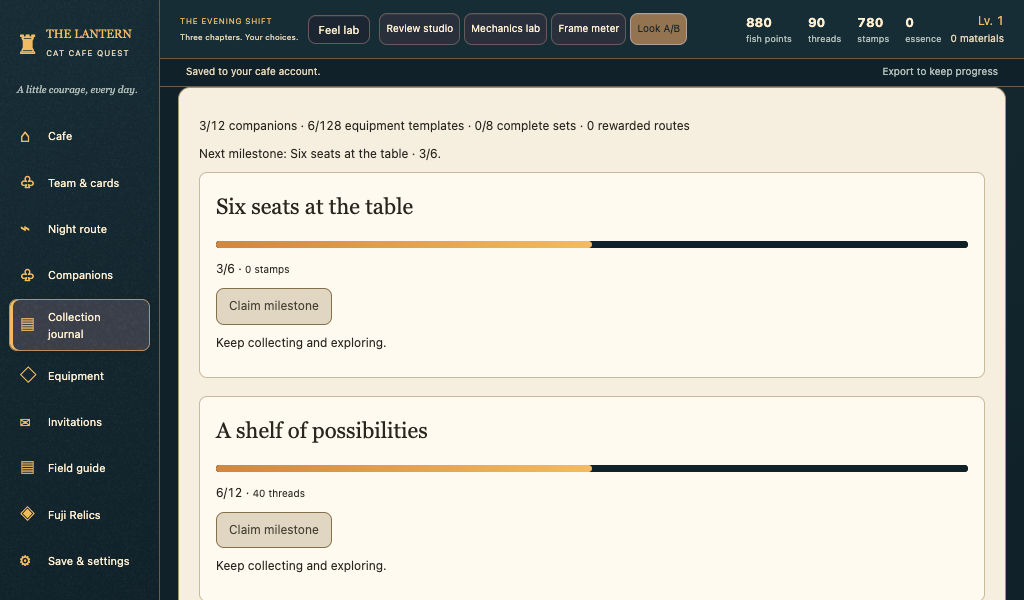 THE LANTERN
CAT CAFE QUEST
A little courage, every day.
Cafe
Team & cards
Night route
Companions
Collection
journal
Equipment
Invitations
Field guide
Fuji Relics
Save & settings
THE EVENING SHIFT
Three chapters. Your choices.
Feel lab
Review studio
Mechanics lab
Frame meter
Look A/B
880
fish points
90
threads
780
stamps
0
essence
Lv. 1
0 materials
Saved to your cafe account.
Export to keep progress
3/12 companions · 6/128 equipment templates · 0/8 complete sets · 0 rewarded routes
Next milestone: Six seats at the table · 3/6.
Six seats at the table
3/6 · 0 stamps
Claim milestone
Keep collecting and exploring.
A shelf of possibilities
6/12 · 40 threads
Claim milestone
Keep collecting and exploring.